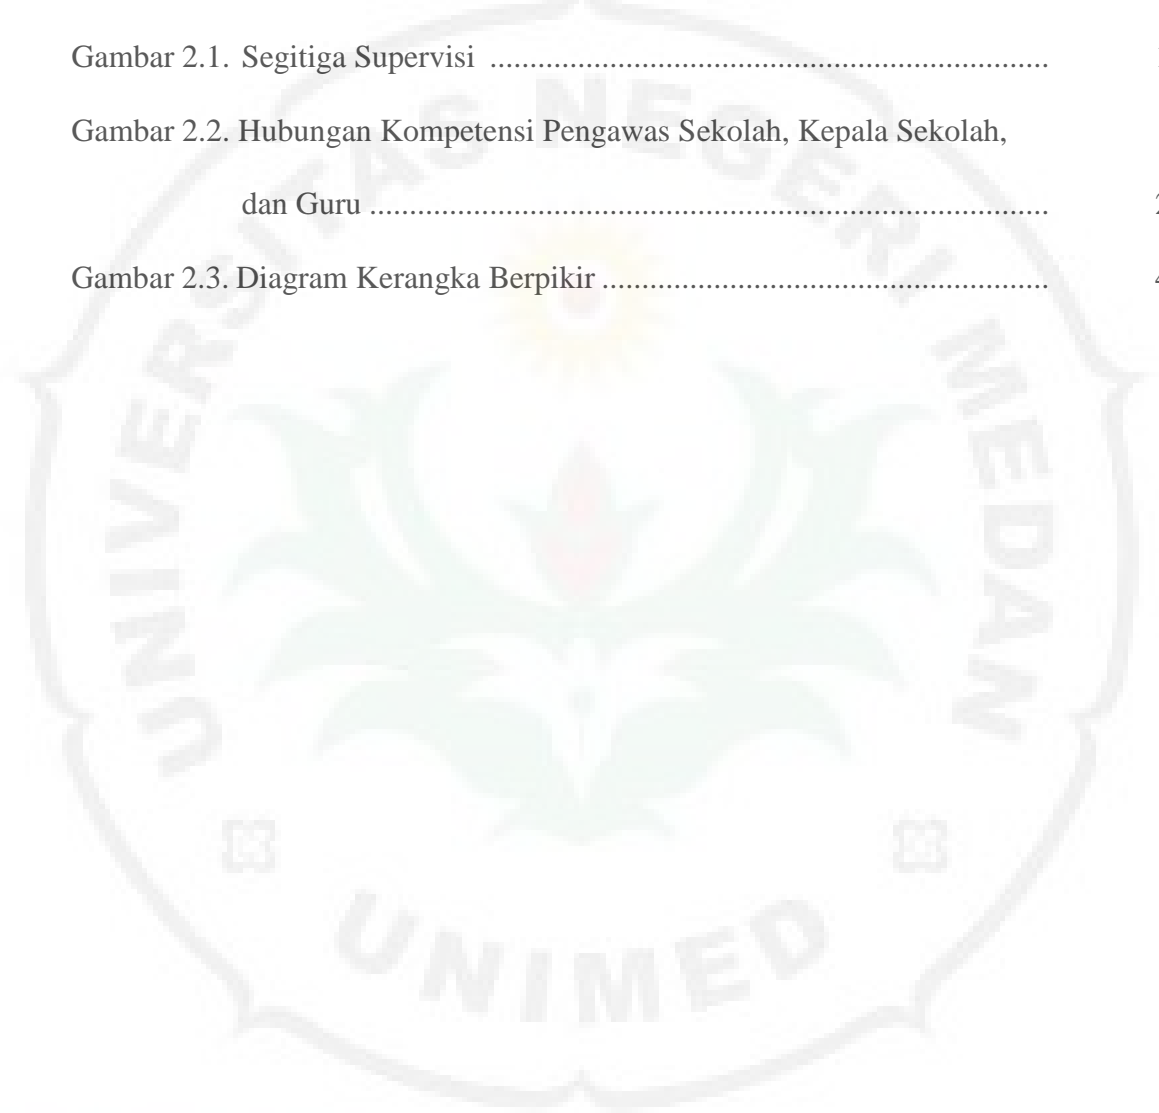 Gambar 2.1. Segitiga Supervisi ......................................................................
Gambar 2.2. Hubungan Kompetensi Pengawas Sekolah, Kepala Sekolah,
dan Guru .....................................................................................
Gambar 2.3. Diagram Kerangka Berpikir ........................................................
UNIVERSITAS NEGERI MEDAN
UNIMED